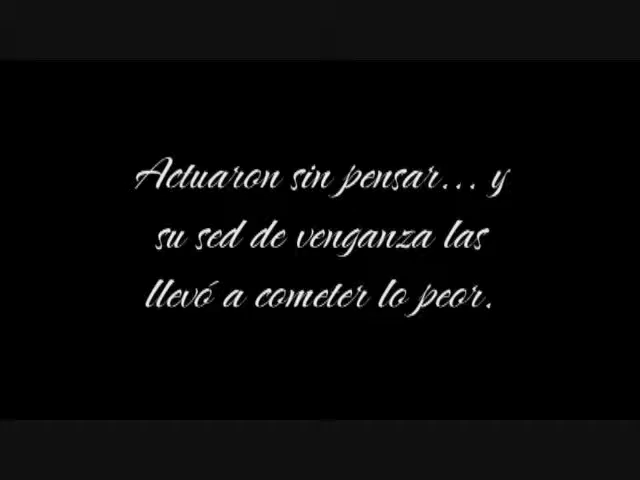 Actuaron sin pensar... y
su sed de venganza las
llevó a cometer lo peor.